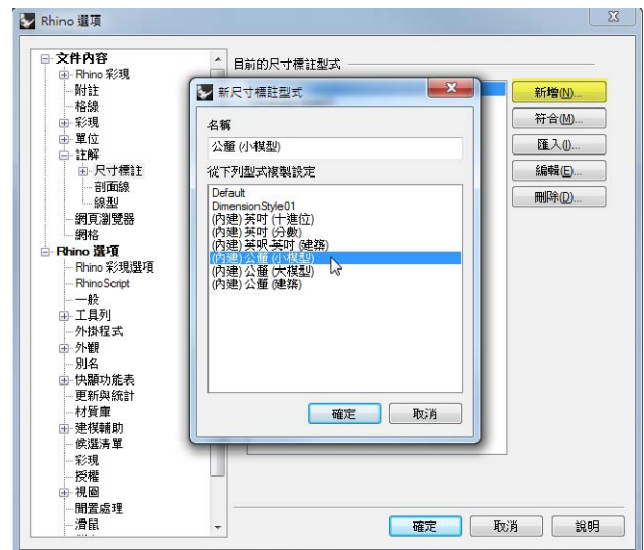 Rhino 選項
文件內容
Rhino 彩現
附註
格線
彩現
單位
註解
尺寸標註
剖面線
線型
網頁瀏覽器
網格
Rhino 選項
Rhino 彩現選項
RhinoScript
一般
工具列
外掛程式
外觀
別名
快顯功能表
更新與統計
材質庫
建模輔助
候選清單
彩現
授權
視圖
閒置處理
滑鼠
目前的尺寸標註型式
新增(N)...
符合(M)...
匯入(I)...
編輯(E)...
刪除(D)...
新尺寸標註型式
名稱
公釐 (小模型)
從下列型式複製設定
Default
DimensionStyle01
(內建) 英吋 (十進位)
(內建) 英吋 (分數)
(內建) 英呎-英吋 (建築)
(內建) 公釐 (小模型)
(內建) 公釐 (大模型)
(內建) 公釐 (建築)
確定
取消
確定
取消
說明